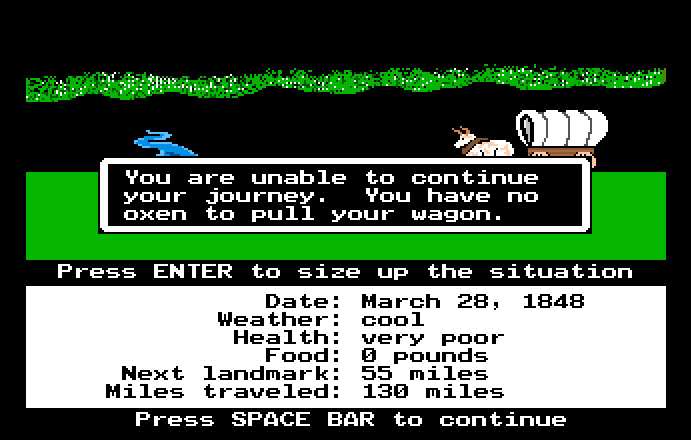 You are unable to continue
your journey.  You have no
oxen to pull your wagon.
Press ENTER to size up the situation
Date: March 28, 1848
Weather: cool
Health: very poor
Food: 0 pounds
Next landmark: 55 miles
Miles traveled: 130 miles
Press SPACE BAR to continue